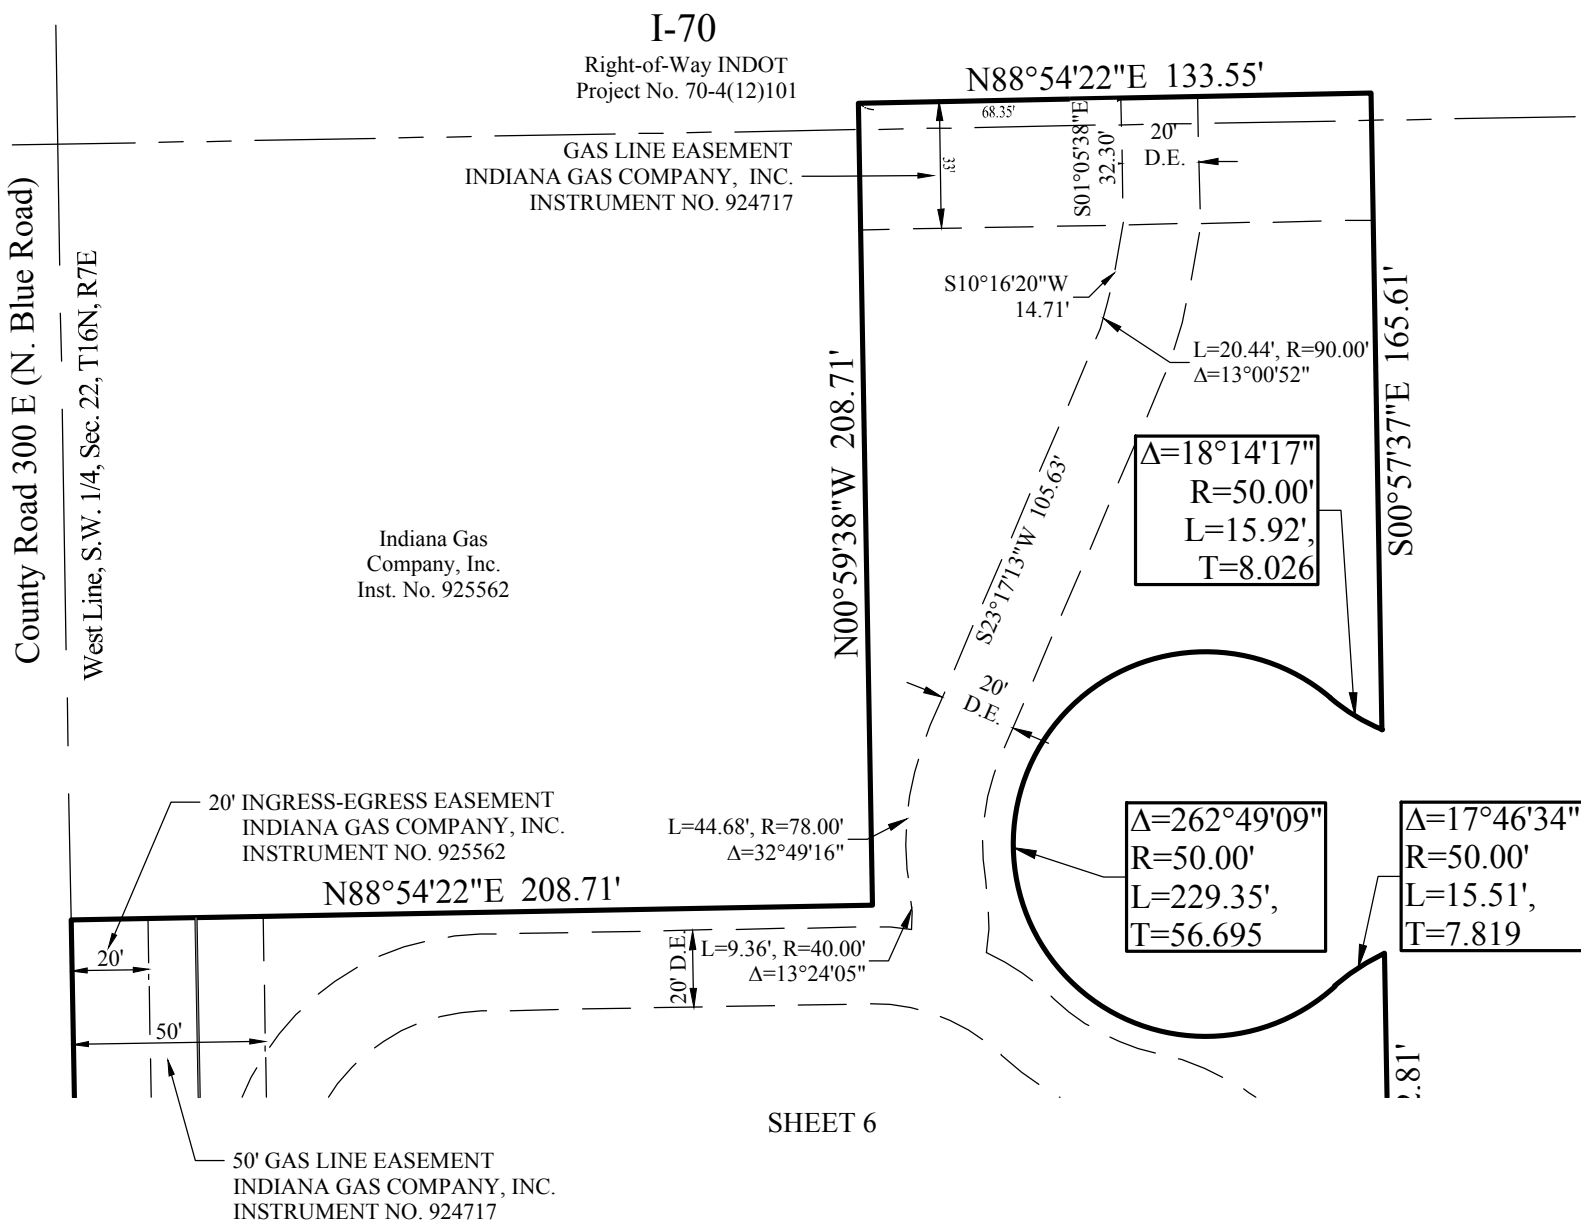 I-70
Right-of-Way INDOT
Project No. 70-4(12)101
N88°54'22"E 133.55'
68.35'
S01°05'38"E
32.30'
20'
D.E.
GAS LINE EASEMENT
INDIANA GAS COMPANY, INC.
INSTRUMENT NO. 924717
33'
County Road 300 E (N. Blue Road)
West Line, S.W. 1/4, Sec. 22, T16N, R7E
S10°16'20"W
14.71'
L=20.44', R=90.00'
Δ=13°00'52"
N00°59'38"W 208.71'
S00°57'37"E 165.61'
Δ=18°14'17"
R=50.00'
L=15.92',
T=8.026
S23°17'13"W 105.63'
Indiana Gas
Company, Inc.
Inst. No. 925562
20'
D.E.
20' INGRESS-EGRESS EASEMENT
INDIANA GAS COMPANY, INC.
INSTRUMENT NO. 925562
L=44.68', R=78.00'
Δ=32°49'16"
Δ=262°49'09"
R=50.00'
L=229.35',
T=56.695
Δ=17°46'34"
R=50.00'
L=15.51',
T=7.819
N88°54'22"E 208.71'
20'
20' D.E.
L=9.36', R=40.00'
Δ=13°24'05"
50'
2.81'
SHEET 6
50' GAS LINE EASEMENT
INDIANA GAS COMPANY, INC.
INSTRUMENT NO. 924717